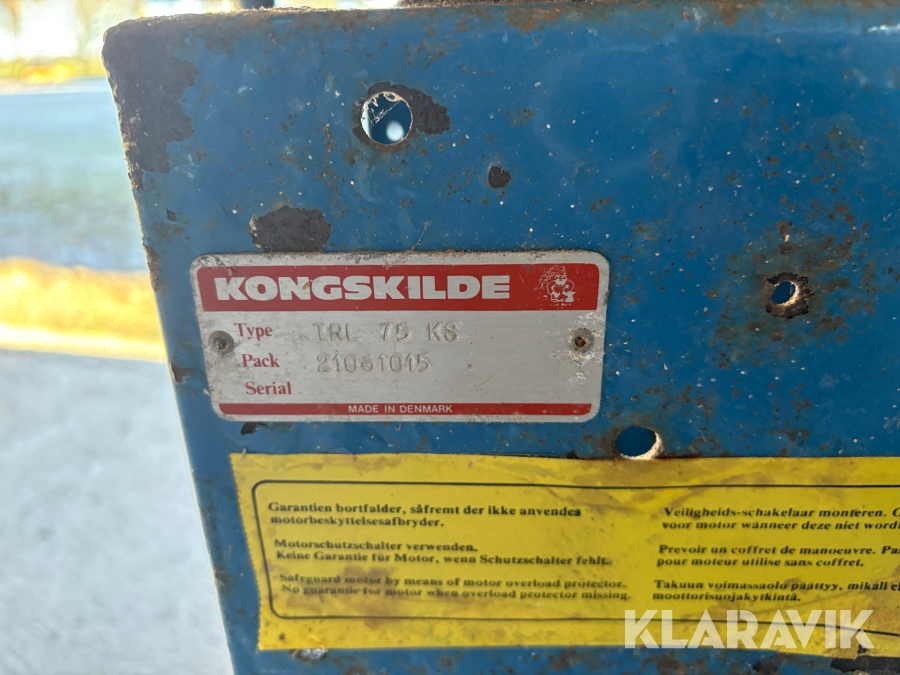 KONGSKILDE
Type TRL 75 KS
Pack 21061015
Serial
MADE IN DENMARK
Garantien bortfalder, såfremt der ikke anvendes
motorbeskyttelsesafbryder.
Motorschutzschalter verwenden.
Keine Garantie für Motor, wenn Schutzschalter fehlt.
Safeguard motor by means of motor overload protector.
No guarantee for motor when overload protector missing.
Veiligheids-schakelaar monteren. G
voor motor wanneer deze niet word
Prevoir un coffret de manoeuvre. Pas
pour moteur utilise sans coffret.
Takuun voimassaolo päättyy, mikäli e
moottorisuojakytkintä.
KLARAVIK